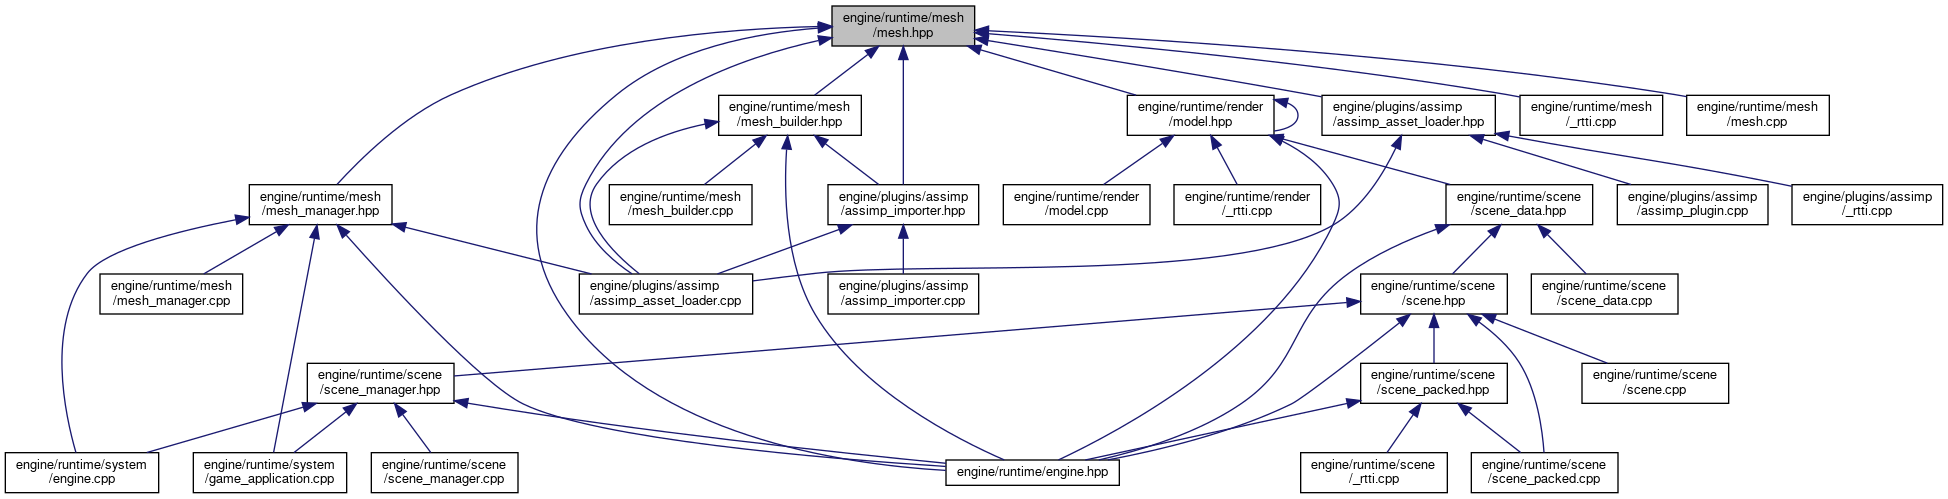 engine/runtime/mesh
/mesh.hpp
engine/runtime/mesh
/mesh_builder.hpp
engine/runtime/render
/model.hpp
engine/plugins/assimp
/assimp_asset_loader.hpp
engine/runtime/mesh
/_rtti.cpp
engine/runtime/mesh
/mesh.cpp
engine/runtime/mesh
/mesh_manager.hpp
engine/runtime/mesh
/mesh_builder.cpp
engine/plugins/assimp
/assimp_importer.hpp
engine/runtime/render
/model.cpp
engine/runtime/render
/_rtti.cpp
engine/runtime/scene
/scene_data.hpp
engine/plugins/assimp
/assimp_plugin.cpp
engine/plugins/assimp
/_rtti.cpp
engine/runtime/mesh
/mesh_manager.cpp
engine/plugins/assimp
/assimp_asset_loader.cpp
engine/plugins/assimp
/assimp_importer.cpp
engine/runtime/scene
/scene.hpp
engine/runtime/scene
/scene_data.cpp
engine/runtime/scene
/scene_manager.hpp
engine/runtime/scene
/scene_packed.hpp
engine/runtime/scene
/scene.cpp
engine/runtime/system
/engine.cpp
engine/runtime/system
/game_application.cpp
engine/runtime/scene
/scene_manager.cpp
engine/runtime/engine.hpp
engine/runtime/scene
/_rtti.cpp
engine/runtime/scene
/scene_packed.cpp